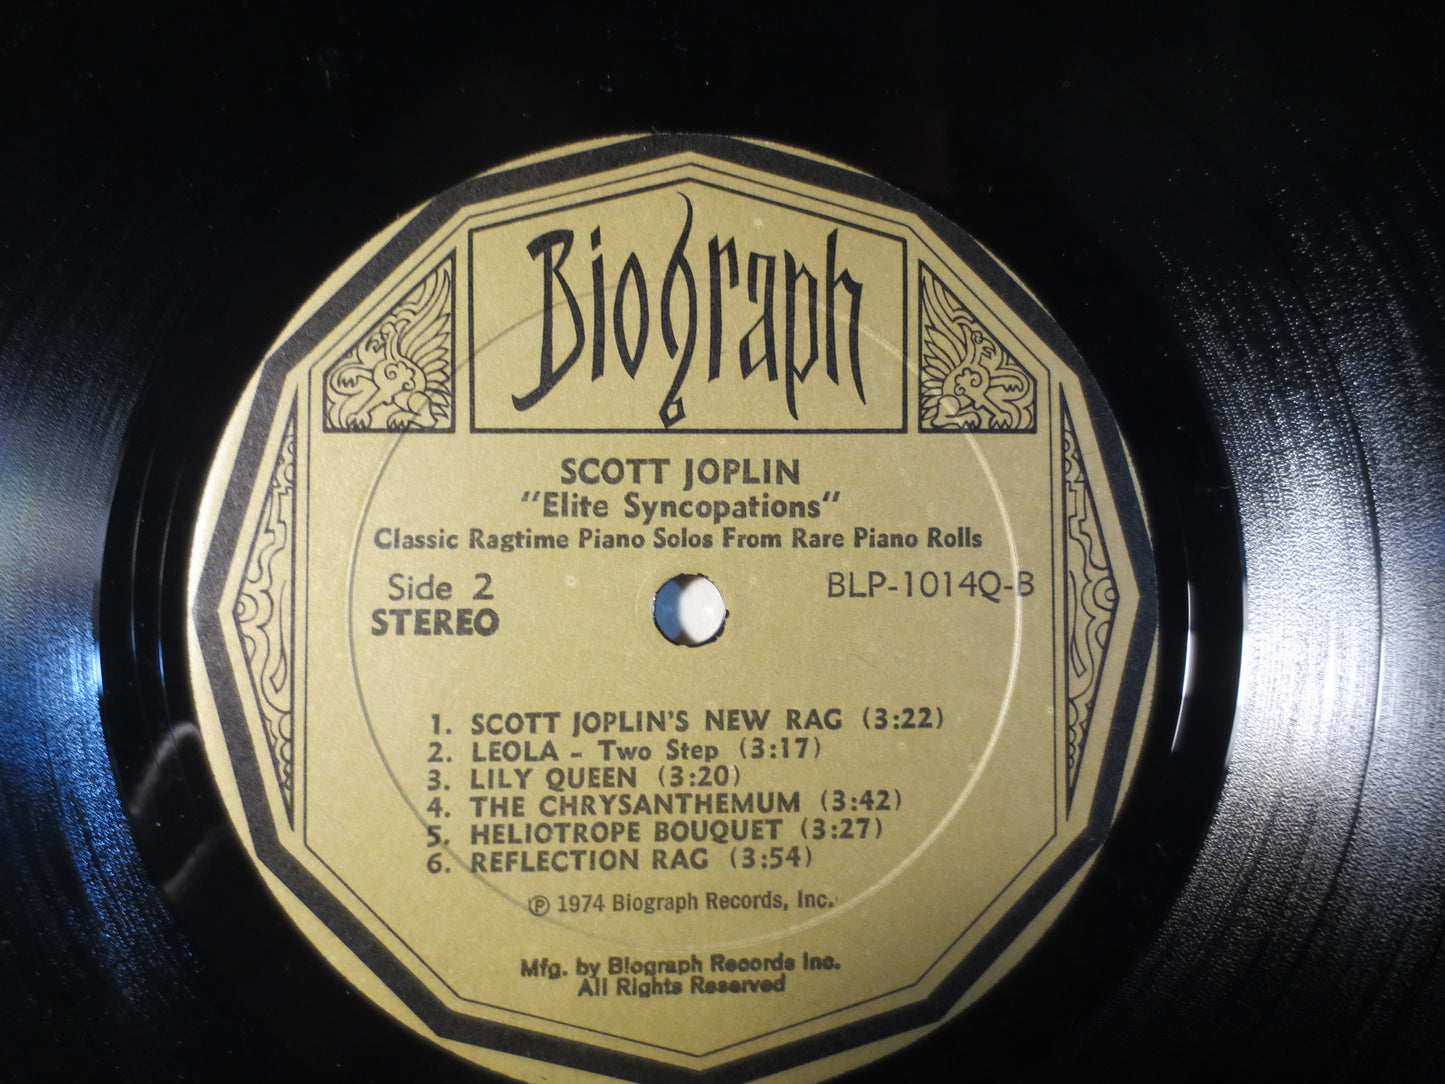 Biograph
SCOTT JOPLIN
"Elite Syncopations"
Classic Ragtime Piano Solos From Rare Piano Rolls
Side 2
BLP-1014Q-B
STEREO
1. SCOTT JOPLIN'S NEW RAG (3:22)
2. LEOLA - Two Step (3:17)
3. LILY QUEEN (3:20)
4. THE CHRYSANTHEMUM (3:42)
5. HELIOTROPE BOUQUET (3:27)
6. REFLECTION RAG (3:54)
℗ 1974 Biograph Records, Inc.
Mfg. by Biograph Records Inc.
All Rights Reserved